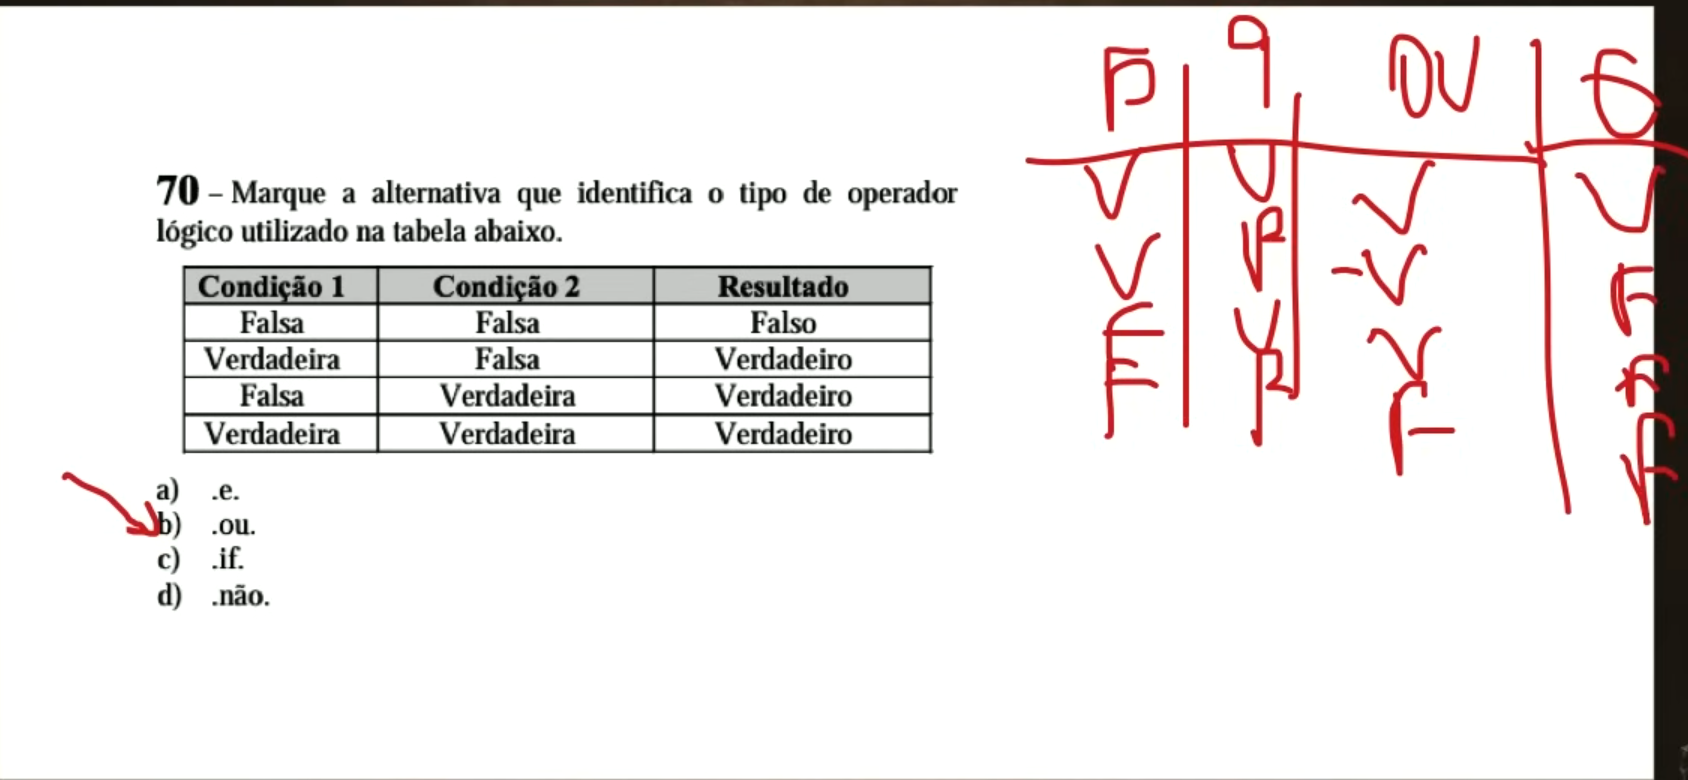 70 – Marque a alternativa que identifica o tipo de operador
lógico utilizado na tabela abaixo.
Condição 1 Condição 2 Resultado
Falsa Falsa Falso
Verdadeira Falsa Verdadeiro
Falsa Verdadeira Verdadeiro
Verdadeira Verdadeira Verdadeiro
a) .e.
b) .ou.
c) .if.
d) .não.
P q OU E
V V V V
V F V F
F V V F
F F F F